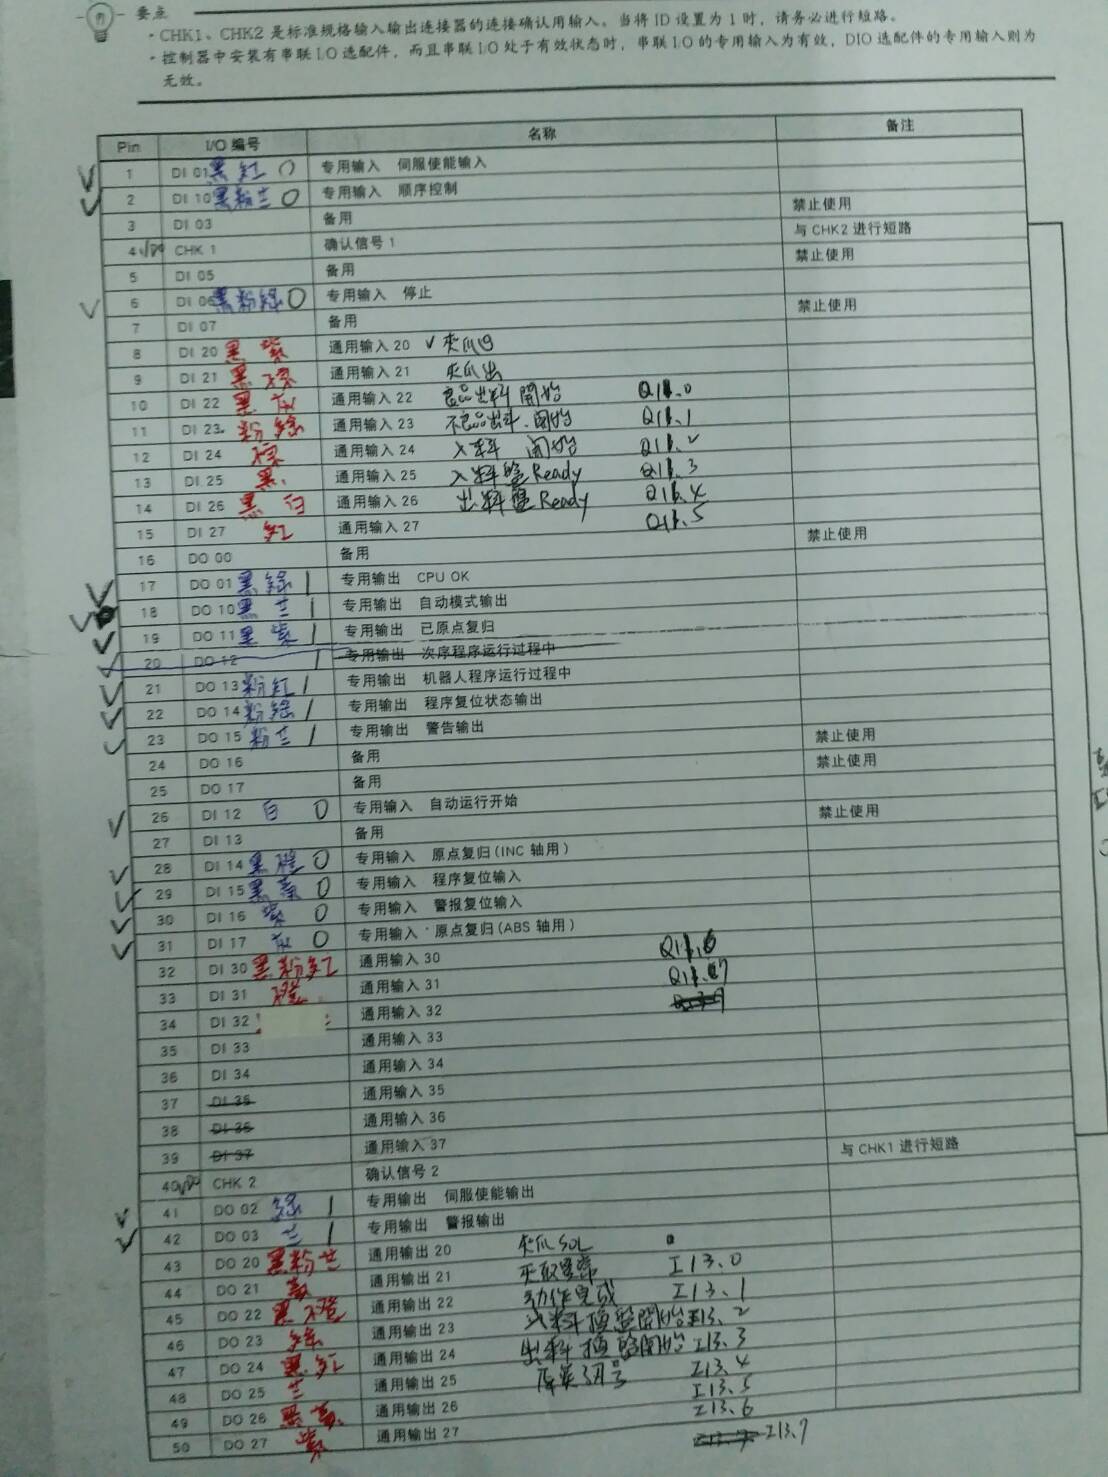 要点
·CHK1、CHK2 是标准规格输入输出连接器的连接确认用输入。当将 ID 设置为 1 时，请务必进行短路。
·控制器中安装有串联 I/O 选配件，而且串联 I/O 处于有效状态时，串联 I/O 的专用输入为有效，DIO 选配件的专用输入则为
无效。
Pin I/O 编号 名称 备注
1 DI 01 黑红 0 专用输入 伺服使能输入
2 DI 10 黑粉兰 0 专用输入 顺序控制
3 DI 03 备用 禁止使用
4 CHK 1 确认信号 1 与 CHK2 进行短路
5 DI 05 备用 禁止使用
6 DI 06 黑粉绿 0 专用输入 停止
7 DI 07 备用 禁止使用
8 DI 20 黑 紫 通用输入 20 √ 夹爪
9 DI 21 黑 通用输入 21 夹爪出
10 DI 22 黑 灰 通用输入 22 良品出料 開始
11 DI 23 粉 绿 通用输入 23 不良品出料 開始
12 DI 24 棕 通用输入 24 入料 開始
13 DI 25 黑 通用输入 25 入料盤 Ready
14 DI 26 黑 白 通用输入 26 出料盤 Ready
15 DI 27 红 通用输入 27
16 DO 00 备用 禁止使用
17 DO 01 黑绿 1 专用输出 CPU OK
18 DO 10 黑 兰 1 专用输出 自动模式输出
19 DO 11 黑 紫 1 专用输出 已原点复归
20 DO 12 1 专用输出 次序程序运行过程中
21 DO 13 粉红 1 专用输出 机器人程序运行过程中
22 DO 14 粉绿 1 专用输出 程序复位状态输出
23 DO 15 粉兰 1 专用输出 警告输出
24 DO 16 备用 禁止使用
25 DO 17 备用 禁止使用
26 DI 12 白 0 专用输入 自动运行开始
27 DI 13 备用 禁止使用
28 DI 14 黑橙 0 专用输入 原点复归（INC 轴用）
29 DI 15 黑黄 0 专用输入 程序复位输入
30 DI 16 紫 0 专用输入 警报复位输入
31 DI 17 灰 0 专用输入 原点复归（ABS 轴用）
32 DI 30 黑粉红 通用输入 30
33 DI 31 橙 通用输入 31
34 DI 32 通用输入 32
35 DI 33 通用输入 33
36 DI 34 通用输入 34
37 DI 35 通用输入 35
38 DI 36 通用输入 36
39 DI 37 通用输入 37
40 CHK 2 确认信号 2 与 CHK1 进行短路
41 DO 02 绿 1 专用输出 伺服使能输出
42 DO 03 兰 1 专用输出 警报输出
43 DO 20 黑粉兰 通用输出 20 夹爪 SOL
44 DO 21 黄 通用输出 21 夹取異常 I13.0
45 DO 22 黑 橙 通用输出 22 动作完成 I13.1
46 DO 23 绿 通用输出 23 入料換盤開始 I13.2
47 DO 24 黑 红 通用输出 24 出料換盤開始 I13.3
48 DO 25 兰 通用输出 25 I13.4
I13.5
49 DO 26 黑 黄 通用输出 26 I13.6
50 DO 27 紫 通用输出 27 I13.7